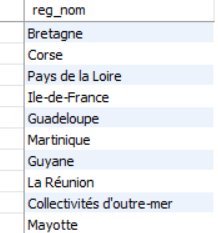 reg_nom
Bretagne
Corse
Pays de la Loire
Ile-de-France
Guadeloupe
Martinique
Guyane
La Réunion
Collectivités d'outre-mer
Mayotte